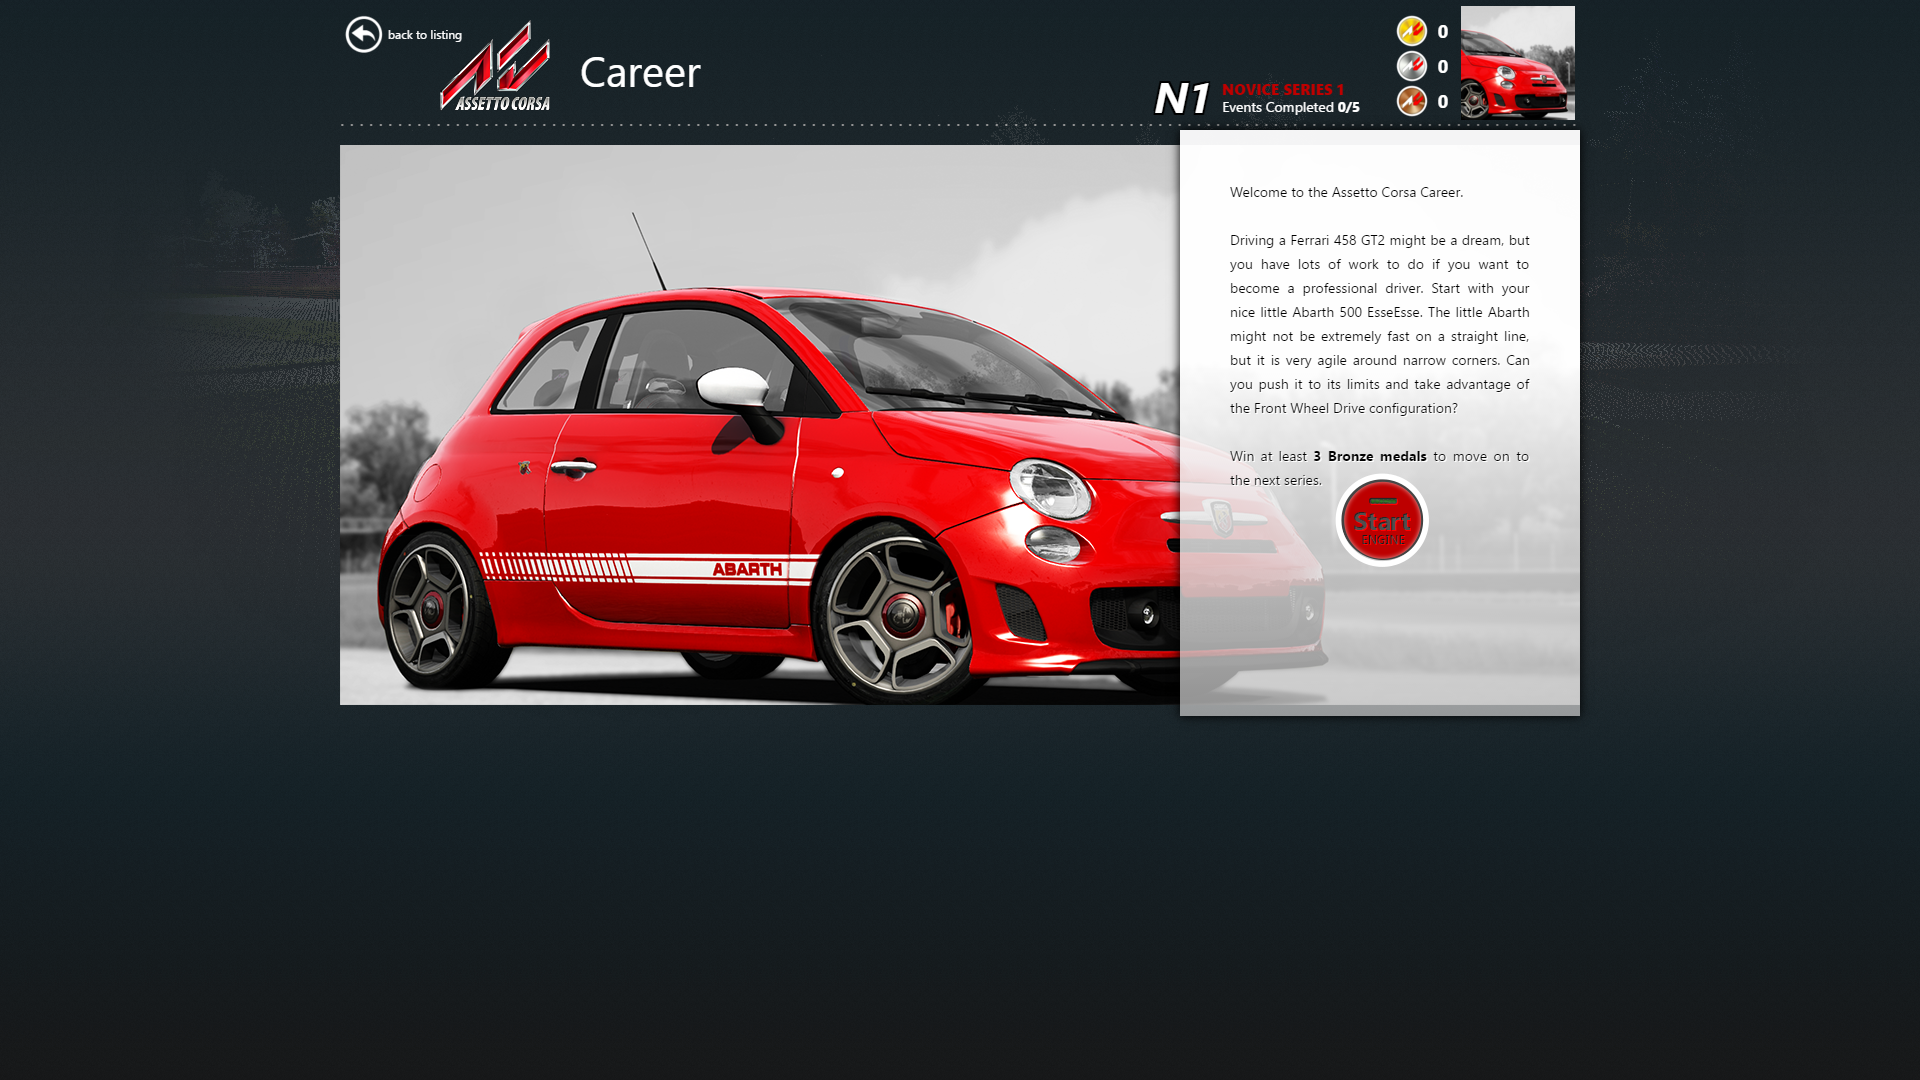 back to listing
ASSETTO CORSA
Career
N1
NOVICE SERIES 1
Events Completed 0/5
0
0
0
Welcome to the Assetto Corsa Career.
Driving a Ferrari 458 GT2 might be a dream, but
you have lots of work to do if you want to
become a professional driver. Start with your
nice little Abarth 500 EsseEsse. The little Abarth
might not be extremely fast on a straight line,
but it is very agile around narrow corners. Can
you push it to its limits and take advantage of
the Front Wheel Drive configuration?
Win at least 3 Bronze medals to move on to
the next series.
Start
ENGINE
ABARTH